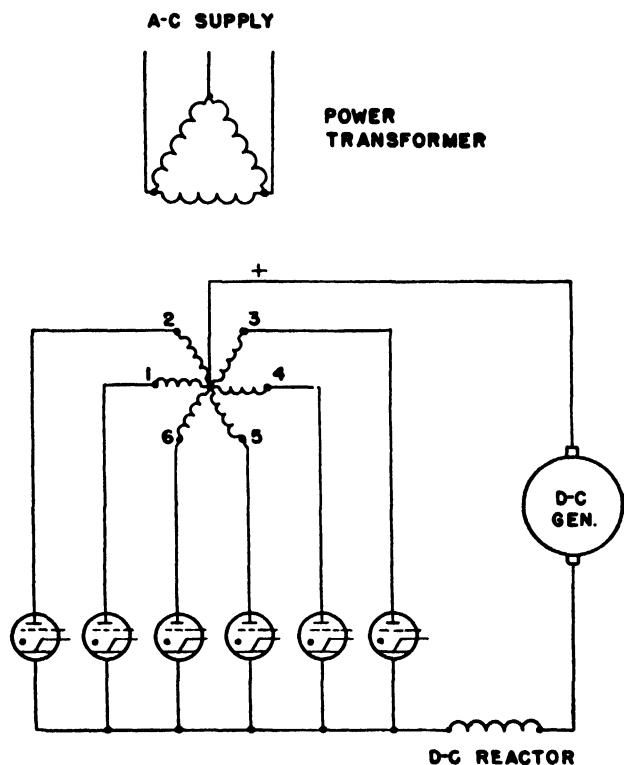 A-C SUPPLY
POWER
TRANSFORMER
+
2
3
1
4
6
5
D-C
GEN.
D-C REACTOR